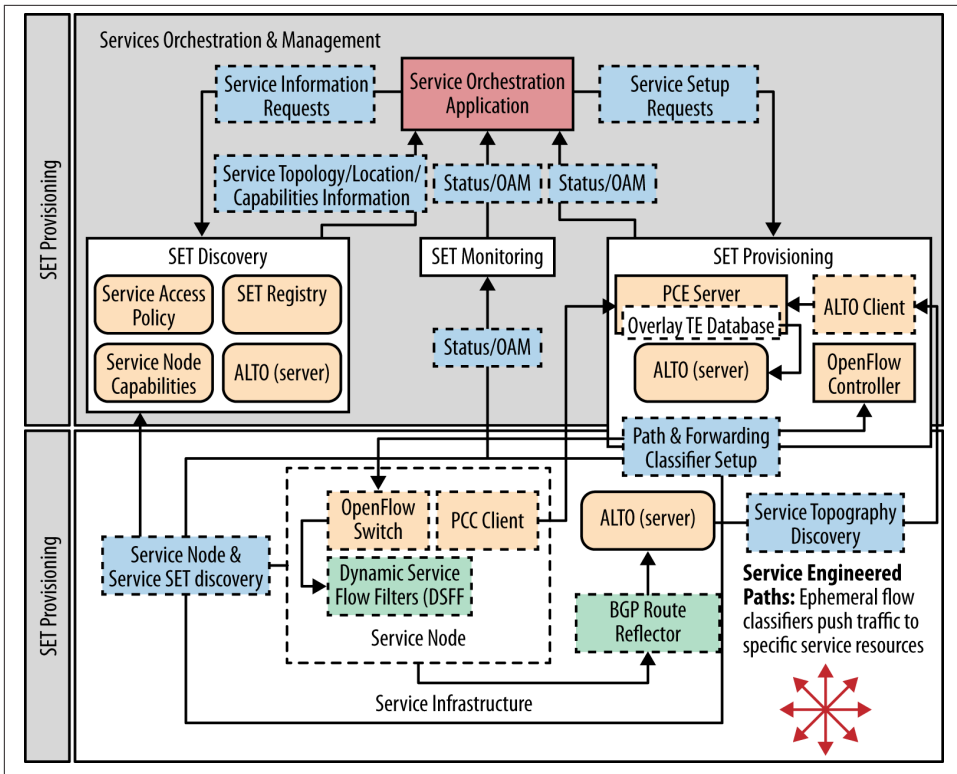 SET Provisioning
Services Orchestration & Management
Service Information
Requests
Service Orchestration
Application
Service Setup
Requests
Service Topology/Location/
Capabilities Information
Status/OAM
Status/OAM
SET Discovery
Service Access
Policy
SET Registry
Service Node
Capabilities
ALTO (server)
SET Monitoring
Status/OAM
SET Provisioning
PCE Server
Overlay TE Database
ALTO Client
ALTO (server)
OpenFlow
Controller
SET Provisioning
Path & Forwarding
Classifier Setup
OpenFlow
Switch
PCC Client
ALTO (server)
Service Topography
Discovery
Service Node &
Service SET discovery
Dynamic Service
Flow Filters (DSFF
Service Node
BGP Route
Reflector
Service Engineered
Paths: Ephemeral flow
classifiers push traffic to
specific service resources
Service Infrastructure